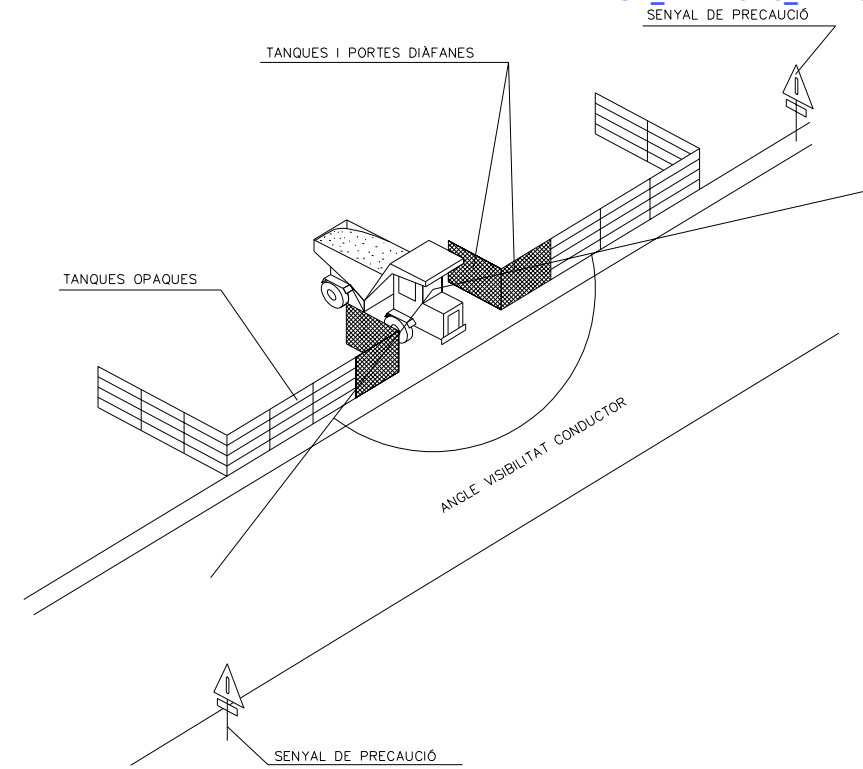 SENYAL DE PRECAUCIÓ
TANQUES I PORTES DIÀFANES
TANQUES OPAQUES
ANGLE VISIBILITAT CONDUCTOR
SENYAL DE PRECAUCIÓ